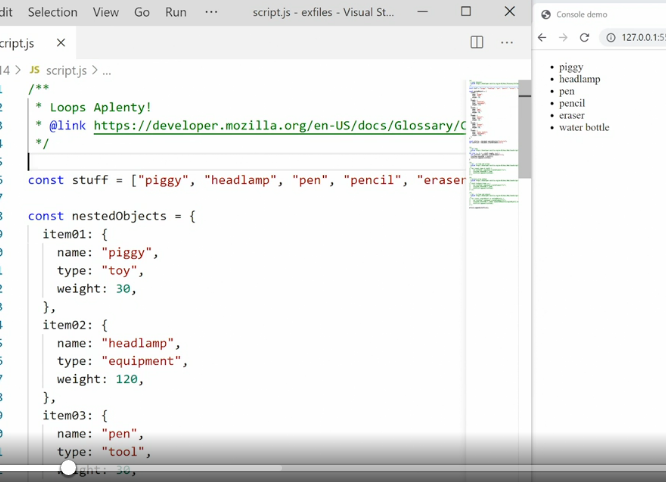 dit Selection View Go Run ··· script.js - exfiles - Visual St...
cript.js
14 > JS script.js > ...
/**
* Loops Aplenty!
* @link https://developer.mozilla.org/en-US/docs/Glossary/C
*/
const stuff = ["piggy", "headlamp", "pen", "pencil", "eraser
const nestedObjects = {
item01: {
name: "piggy",
type: "toy",
weight: 30,
},
item02: {
name: "headlamp",
type: "equipment",
weight: 120,
},
item03: {
name: "pen",
type: "tool",
weight: 30,
Console demo
127.0.0.1:55
• piggy
• headlamp
• pen
• pencil
• eraser
• water bottle